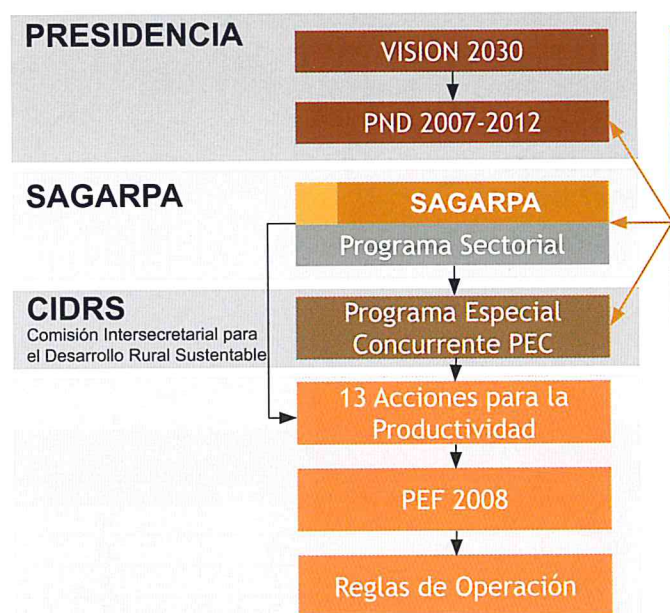 PRESIDENCIA
VISION 2030
PND 2007-2012
SAGARPA
SAGARPA
Programa Sectorial
CIDRS
Comisión Intersecretarial para
el Desarrollo Rural Sustentable
Programa Especial
Concurrente PEC
13 Acciones para la
Productividad
PEF 2008
Reglas de Operación